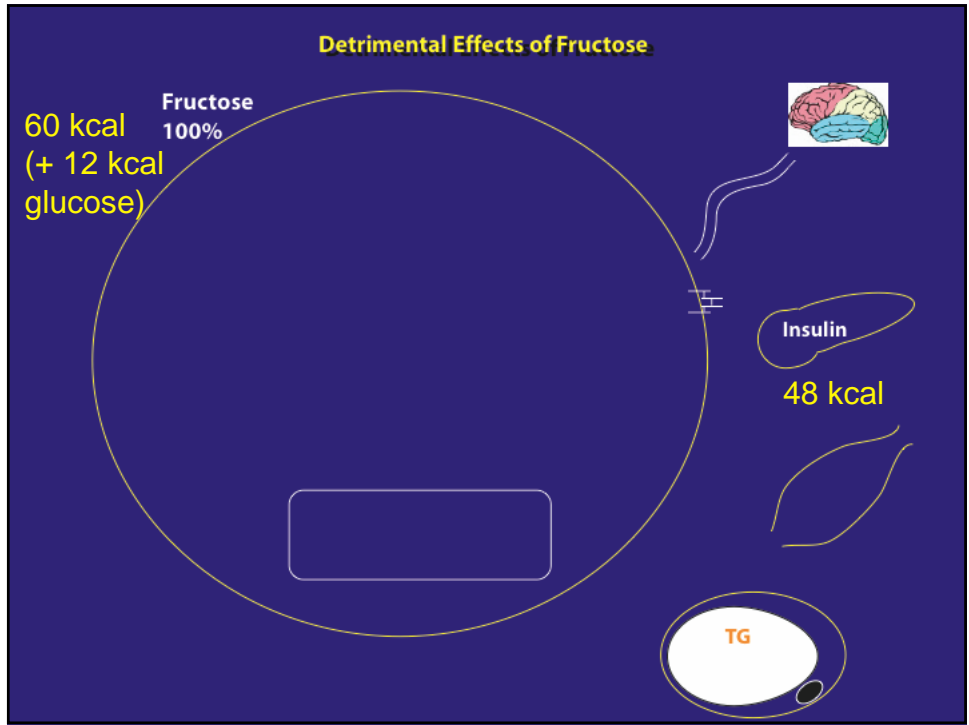 Detrimental Effects of Fructose
Fructose
100%
60 kcal
(+ 12 kcal
glucose)
Insulin
48 kcal
TG